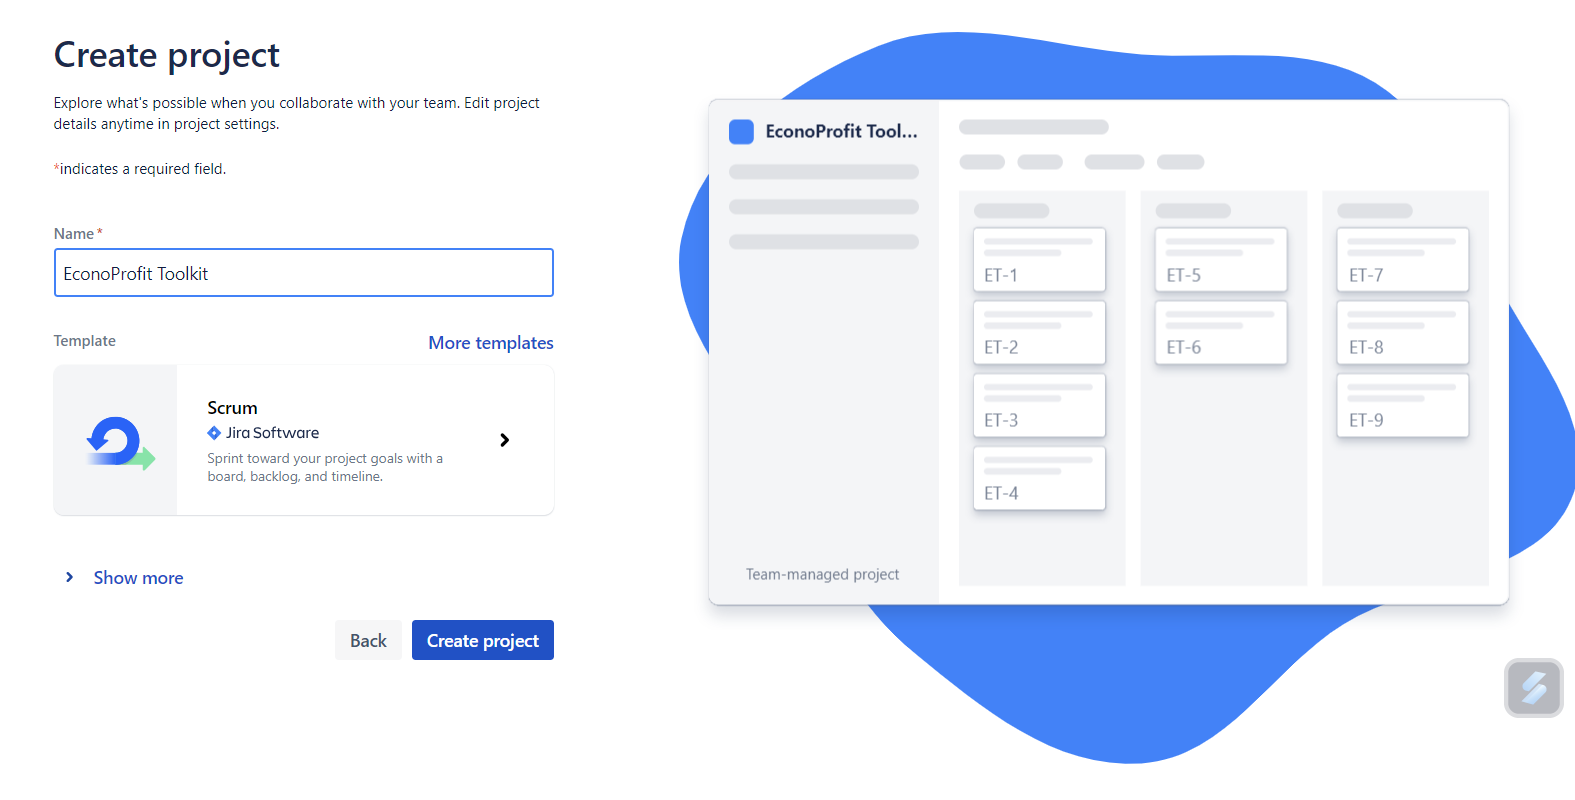 Create project
Explore what's possible when you collaborate with your team. Edit project
details anytime in project settings.
*indicates a required field.
Name*
EconoProfit Toolkit
Template
More templates
Scrum
Jira Software
Sprint toward your project goals with a
board, backlog, and timeline.
Show more
Back
Create project
EconoProfit Tool...
Team-managed project
ET-1
ET-2
ET-3
ET-4
ET-5
ET-6
ET-7
ET-8
ET-9